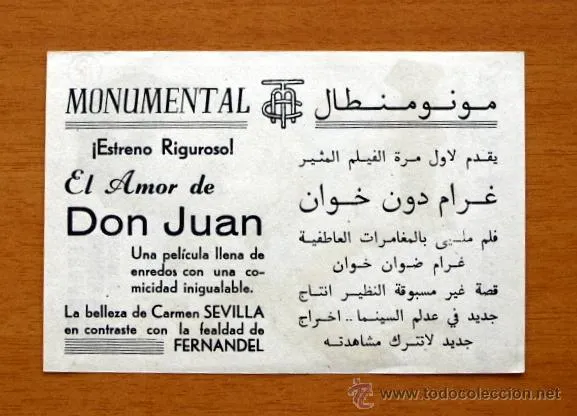 MONUMENTAL
¡Estreno Riguroso!
El Amor de
Don Juan
Una película llena de
enredos con una co-
micidad inigualable.
La belleza de Carmen SEVILLA
en contraste con la fealdad de
FERNANDEL
مونومنطال
يقدم لاول مرة الفيلم المثير
غرام دون خوان
فلم مليئ بالمغامرات العاطفية
غرام ضوان خوان
قصة غير مسبوقة النظير انتاج
جديد في عدلم السينما.. اخراج
جديد لاتترك مشاهدته
www.todocoleccion.net